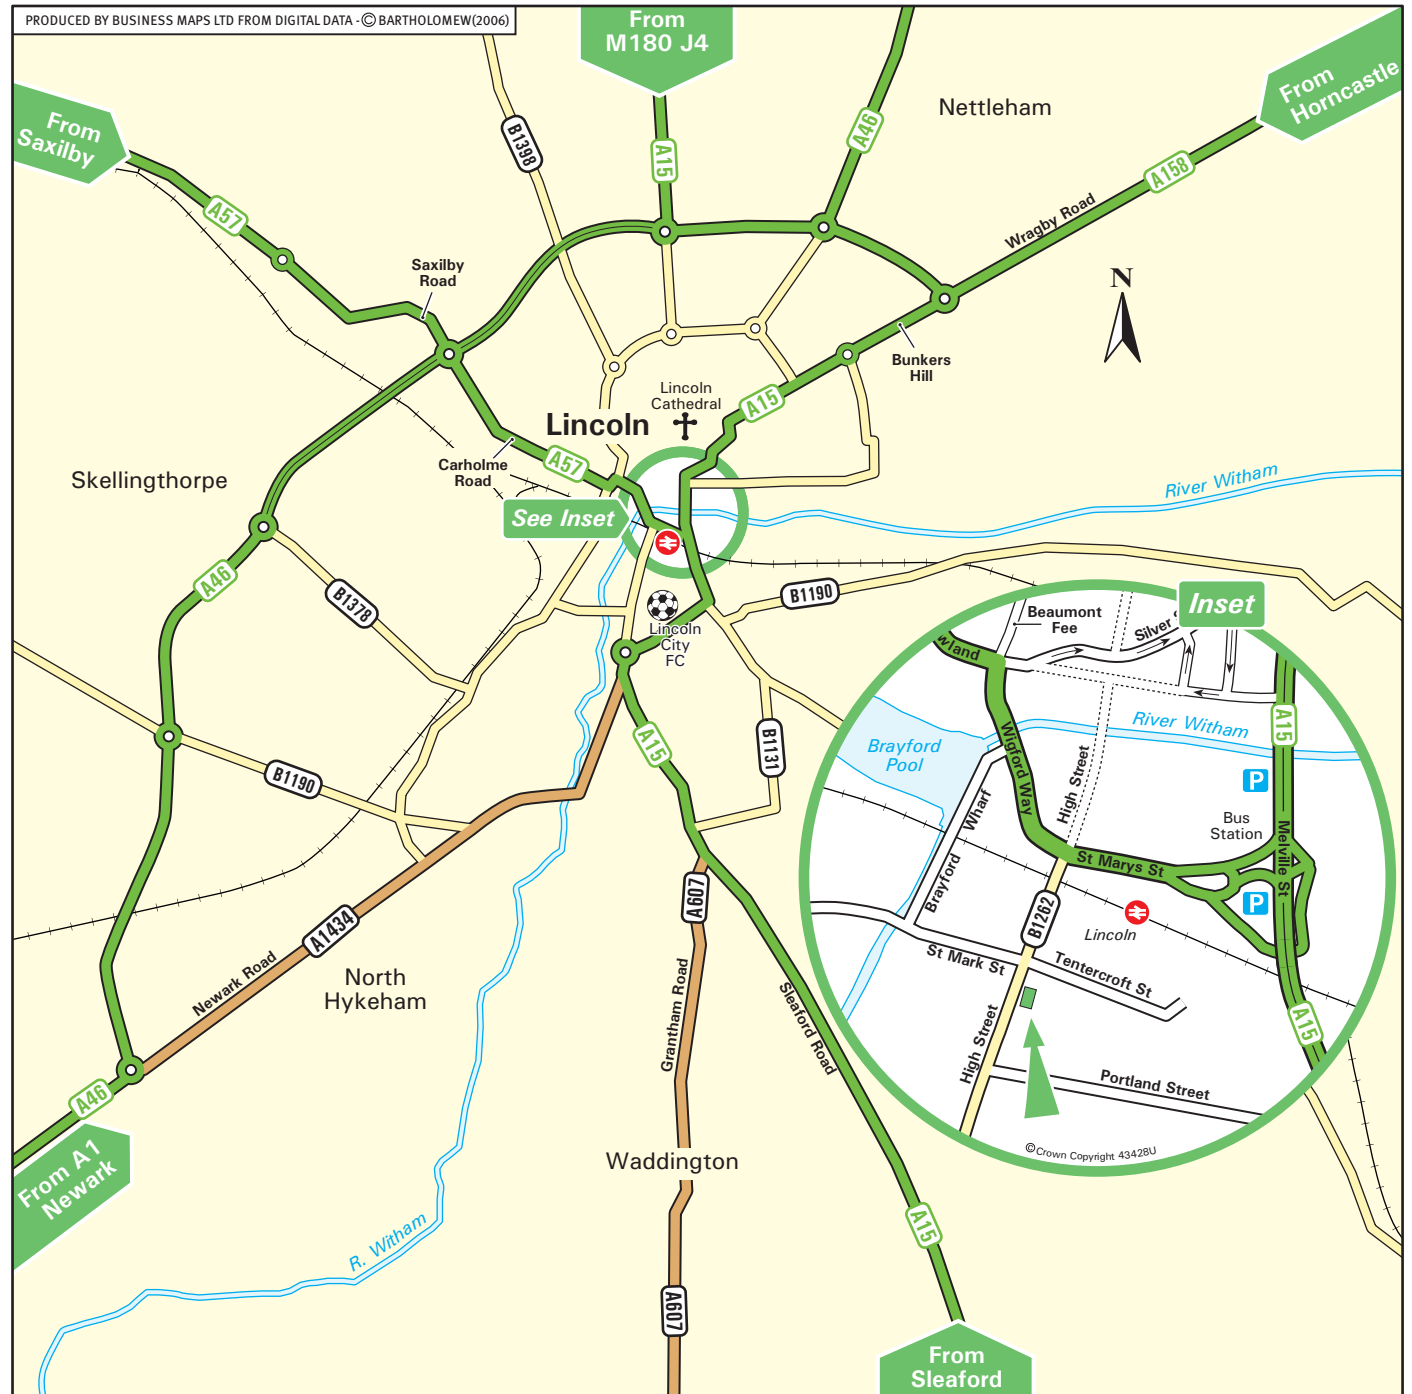 PRODUCED BY BUSINESS MAPS LTD FROM DIGITAL DATA - © BARTHOLOMEW(2006)
From
M180 J4
From
Horncastle
From
Saxilby
Nettleham
B1398
A15
A46
A158
Wragby Road
A57
Saxilby
Road
N
Bunkers
Hill
Lincoln
Cathedral
A15
Lincoln
Carholme
Road
A57
Skellingthorpe
See Inset
River Witham
A46
B1378
B1190
Lincoln
City
FC
A15
B1131
B1190
A607
A1434
Newark Road
North
Hykeham
Grantham Road
Sleaford Road
A46
From A1
Newark
Waddington
R. Witham
A15
A607
From
Sleaford
Inset
Beaumont
Fee
Silver
wland
River Witham
A15
Brayford
Pool
Wigford Way
High Street
Wharf
Brayford
Bus
Station
P
Melville St
St Marys St
P
B1262
Lincoln
St Mark St
Tentercroft St
A15
High Street
Portland Street
©Crown Copyright 43428U